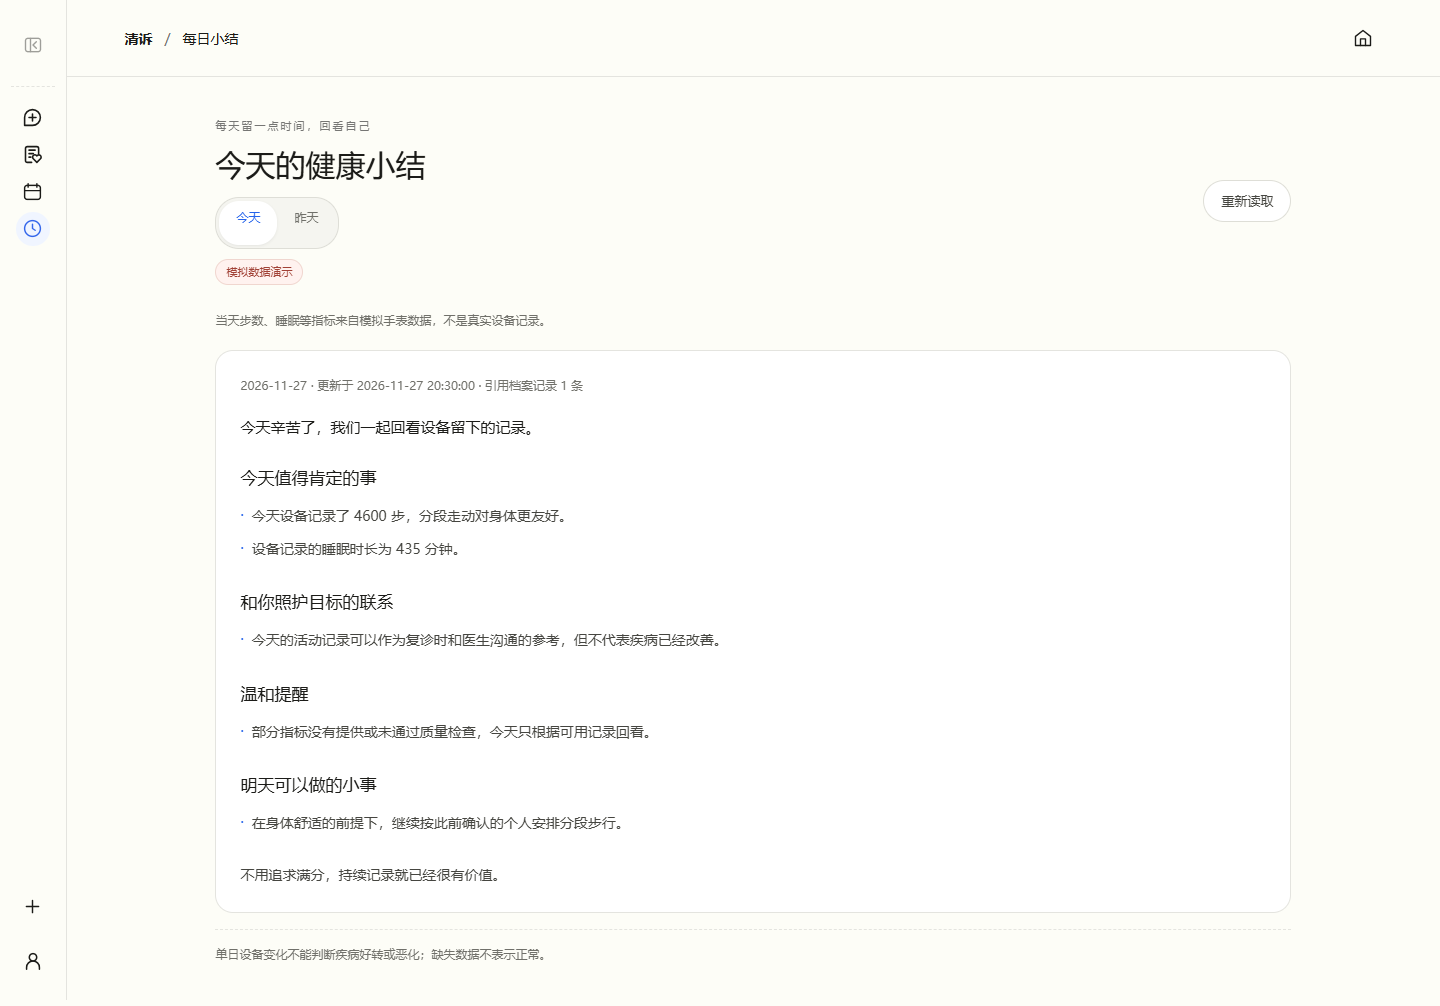 清诉 / 每日小结
每天留一点时间，回看自己
今天的健康小结
今天 昨天
重新读取
模拟数据演示
当天步数、睡眠等指标来自模拟手表数据，不是真实设备记录。
2026-11-27 · 更新于 2026-11-27 20:30:00 · 引用档案记录 1 条
今天辛苦了，我们一起回看设备留下的记录。
今天值得肯定的事
· 今天设备记录了 4600 步，分段走动对身体更友好。
· 设备记录的睡眠时长为 435 分钟。
和你照护目标的联系
· 今天的活动记录可以作为复诊时和医生沟通的参考，但不代表疾病已经改善。
温和提醒
· 部分指标没有提供或未通过质量检查，今天只根据可用记录回看。
明天可以做的小事
· 在身体舒适的前提下，继续按此前确认的个人安排分段步行。
不用追求满分，持续记录就已经很有价值。
单日设备变化不能判断疾病好转或恶化；缺失数据不表示正常。